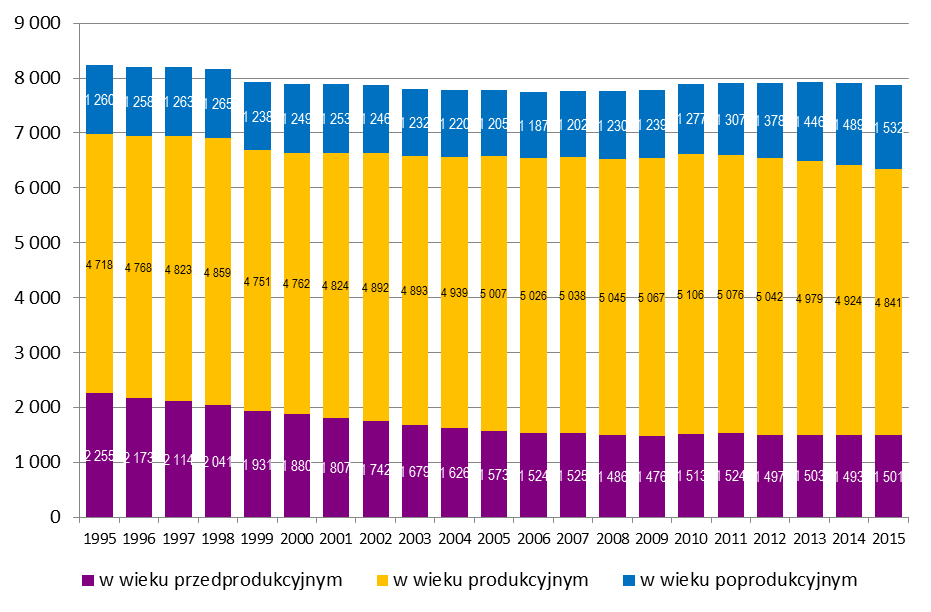 9 000
8 000
7 000
6 000
5 000
4 000
3 000
2 000
1 000
0
1 260 1 258 1 263 1 265 1 238 1 249 1 253 1 246 1 232 1 220 1 205 1 187 1 202 1 230 1 239 1 277 1 307 1 378 1 446 1 489 1 532
4 718 4 768 4 823 4 859 4 751 4 762 4 824 4 892 4 893 4 939 5 007 5 026 5 038 5 045 5 067 5 106 5 076 5 042 4 979 4 924 4 841
2 255 2 173 2 114 2 041 1 931 1 880 1 807 1 742 1 679 1 626 1 573 1 524 1 525 1 486 1 476 1 513 1 524 1 497 1 503 1 493 1 501
1995 1996 1997 1998 1999 2000 2001 2002 2003 2004 2005 2006 2007 2008 2009 2010 2011 2012 2013 2014 2015
w wieku przedprodukcyjnym w wieku produkcyjnym w wieku poprodukcyjnym